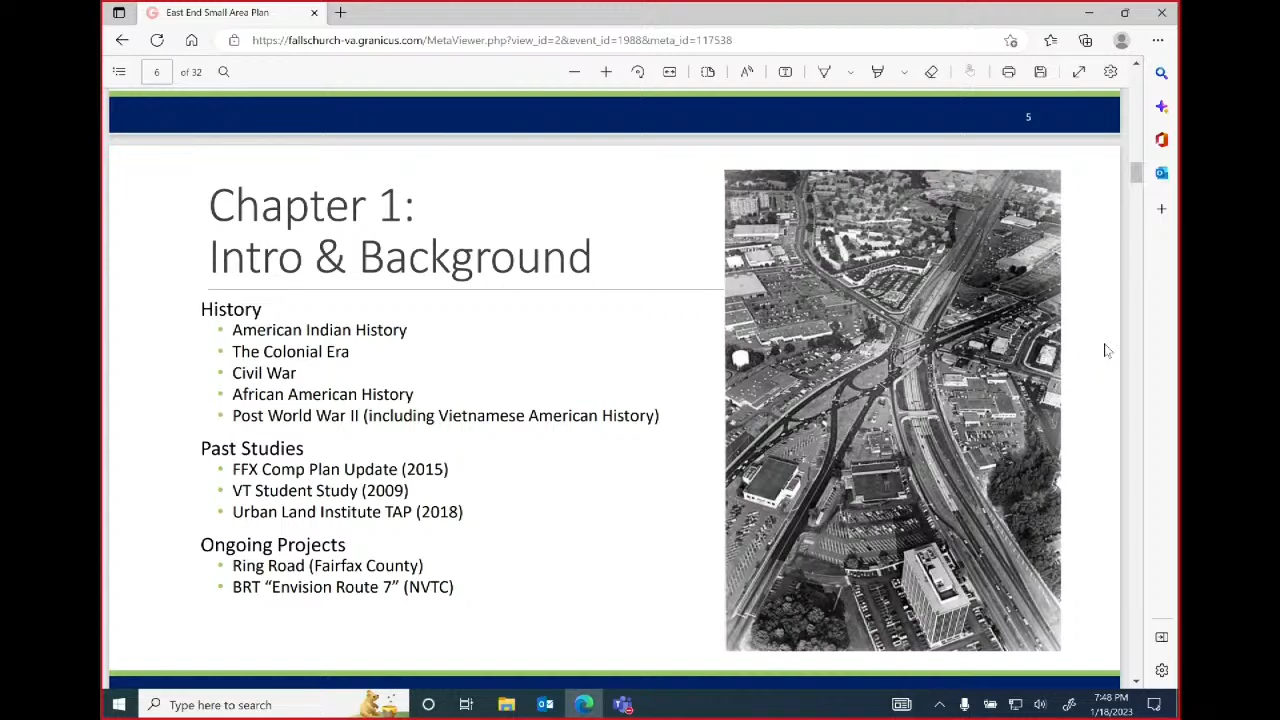 East End Small Area Plan
https://fallschurch-va.granicus.com/MetaViewer.php?view_id=2&event_id=1988&meta_id=117538
6 of 32
5
Chapter 1:
Intro & Background
History
American Indian History
The Colonial Era
Civil War
African American History
Post World War II (including Vietnamese American History)
Past Studies
FFX Comp Plan Update (2015)
VT Student Study (2009)
Urban Land Institute TAP (2018)
Ongoing Projects
Ring Road (Fairfax County)
BRT “Envision Route 7” (NVTC)
Type here to search
7:48 PM
1/18/2023